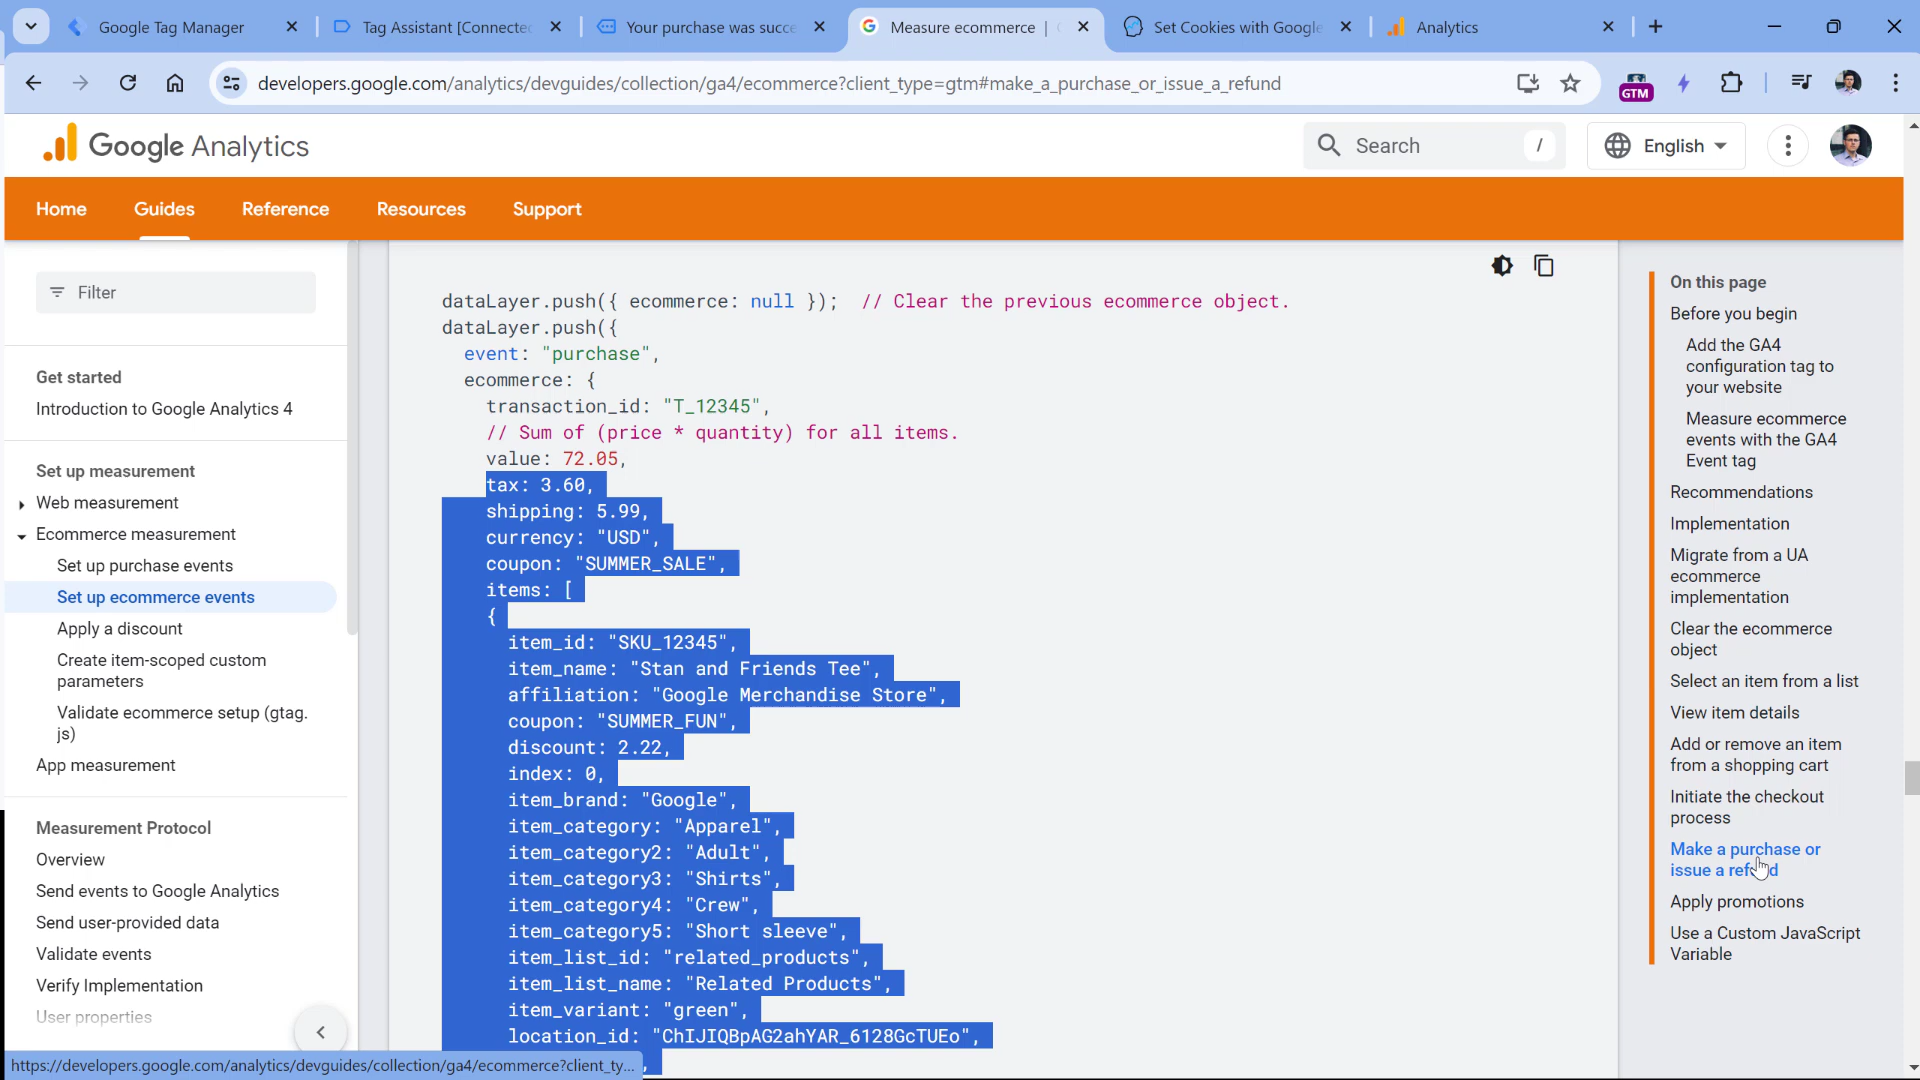 Google Tag Manager
Tag Assistant [Connected
Your purchase was succe
Measure ecommerce |
Set Cookies with Google
Analytics
developers.google.com/analytics/devguides/collection/ga4/ecommerce?client_type=gtm#make_a_purchase_or_issue_a_refund
GTM
Google Analytics
Search /
English
Home Guides Reference Resources Support
Filter
Get started
Introduction to Google Analytics 4
Set up measurement
Web measurement
Ecommerce measurement
Set up purchase events
Set up ecommerce events
Apply a discount
Create item-scoped custom
parameters
Validate ecommerce setup (gtag.
js)
App measurement
Measurement Protocol
Overview
Send events to Google Analytics
Send user-provided data
Validate events
Verify Implementation
User properties
dataLayer.push({ ecommerce: null });  // Clear the previous ecommerce object.
dataLayer.push({
event: "purchase",
ecommerce: {
transaction_id: "T_12345",
// Sum of (price * quantity) for all items.
value: 72.05,
tax: 3.60,
shipping: 5.99,
currency: "USD",
coupon: "SUMMER_SALE",
items: [
{
item_id: "SKU_12345",
item_name: "Stan and Friends Tee",
affiliation: "Google Merchandise Store",
coupon: "SUMMER_FUN",
discount: 2.22,
index: 0,
item_brand: "Google",
item_category: "Apparel",
item_category2: "Adult",
item_category3: "Shirts",
item_category4: "Crew",
item_category5: "Short sleeve",
item_list_id: "related_products",
item_list_name: "Related Products",
item_variant: "green",
location_id: "ChIJIQBpAG2ahYAR_6128GcTUEo",
On this page
Before you begin
Add the GA4
configuration tag to
your website
Measure ecommerce
events with the GA4
Event tag
Recommendations
Implementation
Migrate from a UA
ecommerce
implementation
Clear the ecommerce
object
Select an item from a list
View item details
Add or remove an item
from a shopping cart
Initiate the checkout
process
Make a purchase or
issue a refund
Apply promotions
Use a Custom JavaScript
Variable
https://developers.google.com/analytics/devguides/collection/ga4/ecommerce?client_ty...